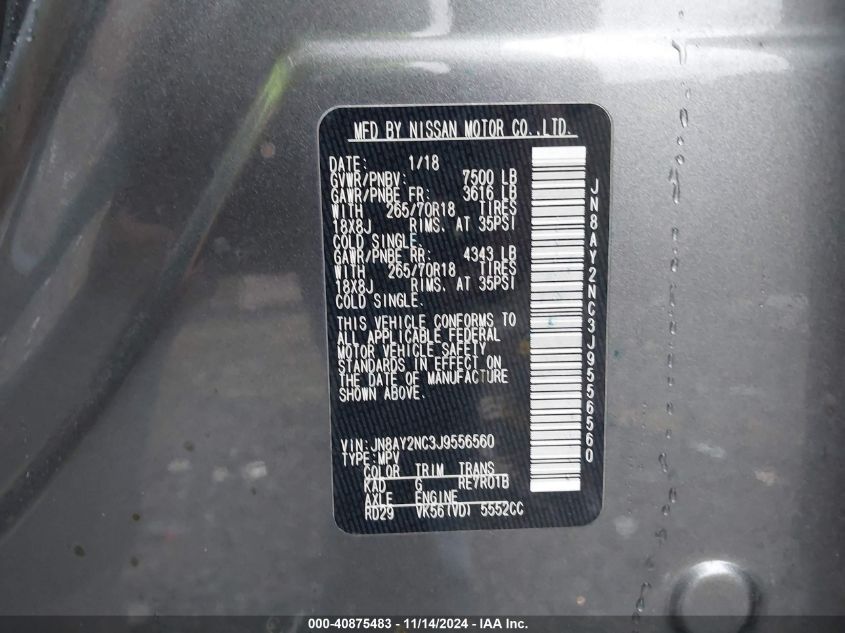 MFD BY NISSAN MOTOR CO.,LTD.
DATE: 1/18
GVWR/PNBV: 7500 LB
GAWR/PNBE FR: 3616 LB
WITH 265/70R18 TIRES
18X8J RIMS. AT 35PSI
COLD SINGLE.
GAWR/PNBE RR: 4343 LB
WITH 265/70R18 TIRES
18X8J RIMS. AT 35PSI
COLD SINGLE.
THIS VEHICLE CONFORMS TO
ALL APPLICABLE FEDERAL
MOTOR VEHICLE SAFETY
STANDARDS IN EFFECT ON
THE DATE OF MANUFACTURE
SHOWN ABOVE.
VIN:JN8AY2NC3J9556560
TYPE:MPV
COLOR TRIM TRANS
KAD G RE7R01B
AXLE ENGINE
RD29 VK56(VD) 5552CC
JN8AY2NC3J9556560
000-40875483 - 11/14/2024 - IAA Inc.